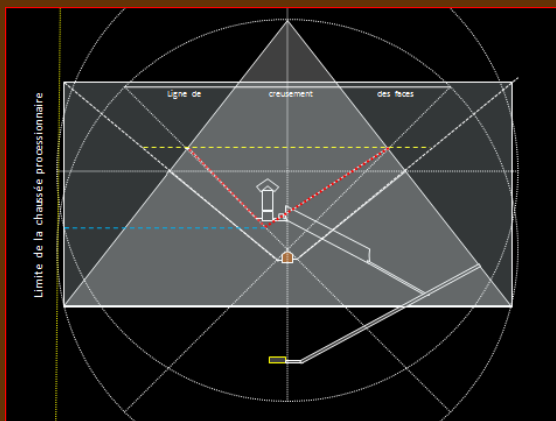 Ligne de creusement des faces
Limite de la chaussée processionnaire